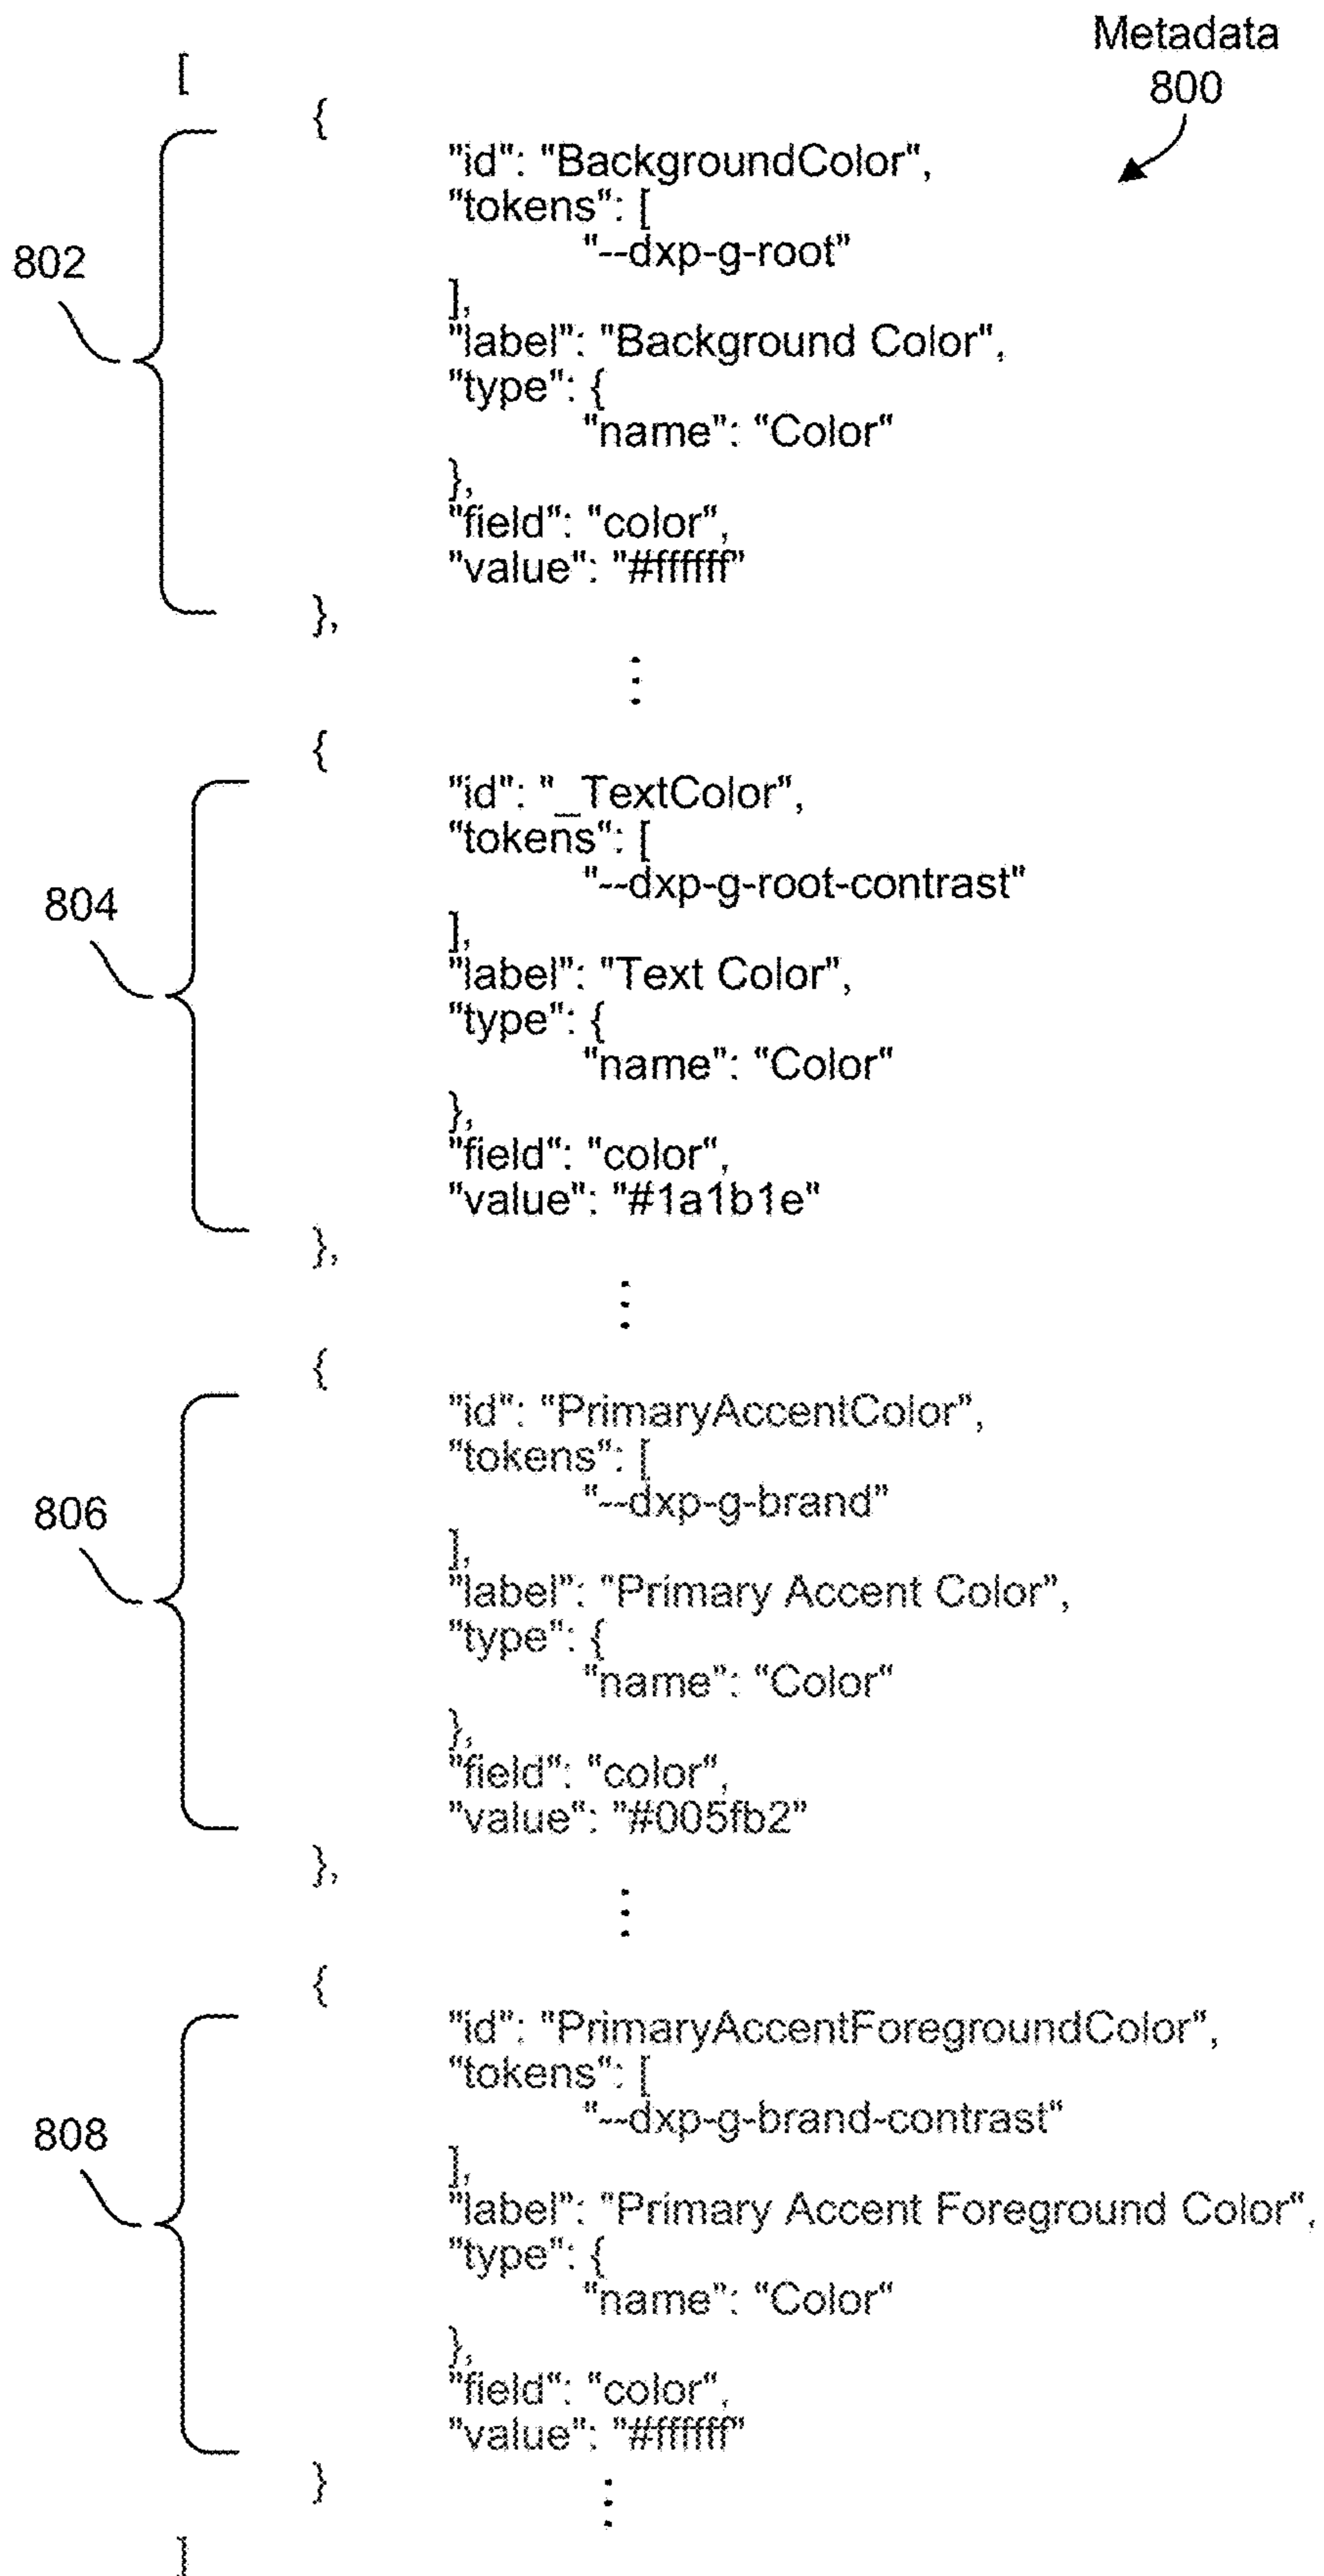 Metadata
800
[
{
"id": "BackgroundColor",
"tokens": [
"--dxp-g-root"
802
],
"label": "Background Color",
"type": {
"name": "Color"
},
"field": "color",
"value": "#ffffff"
},
⋮
{
"id": "_TextColor",
"tokens": [
"--dxp-g-root-contrast"
804
],
"label": "Text Color",
"type": {
"name": "Color"
},
"field": "color",
"value": "#1a1b1e"
},
⋮
{
"id": "PrimaryAccentColor",
"tokens": [
"--dxp-g-brand"
806
],
"label": "Primary Accent Color",
"type": {
"name": "Color"
},
"field": "color",
"value": "#005fb2"
},
⋮
{
"id": "PrimaryAccentForegroundColor",
"tokens": [
"--dxp-g-brand-contrast"
808
],
"label": "Primary Accent Foreground Color",
"type": {
"name": "Color"
},
"field": "color",
"value": "#ffffff"
}
⋮
]